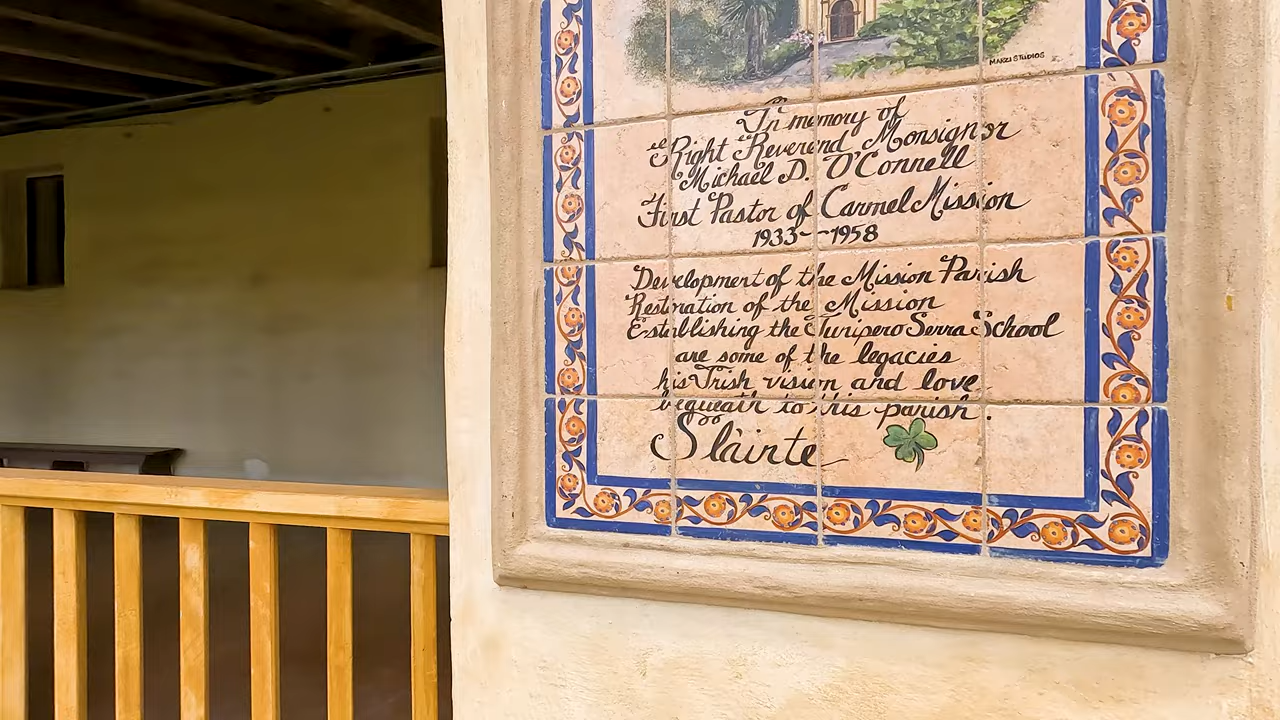 MARZI STUDIOS
In memory of
Right Reverend Monsignor
Michael D. O'Connell
First Pastor of Carmel Mission
1933--1958
Development of the Mission Parish
Restoration of the Mission
Establishing the Junipero Serra School
are some of the legacies
his Irish vision and love
bequeath to this parish.
Sláinte